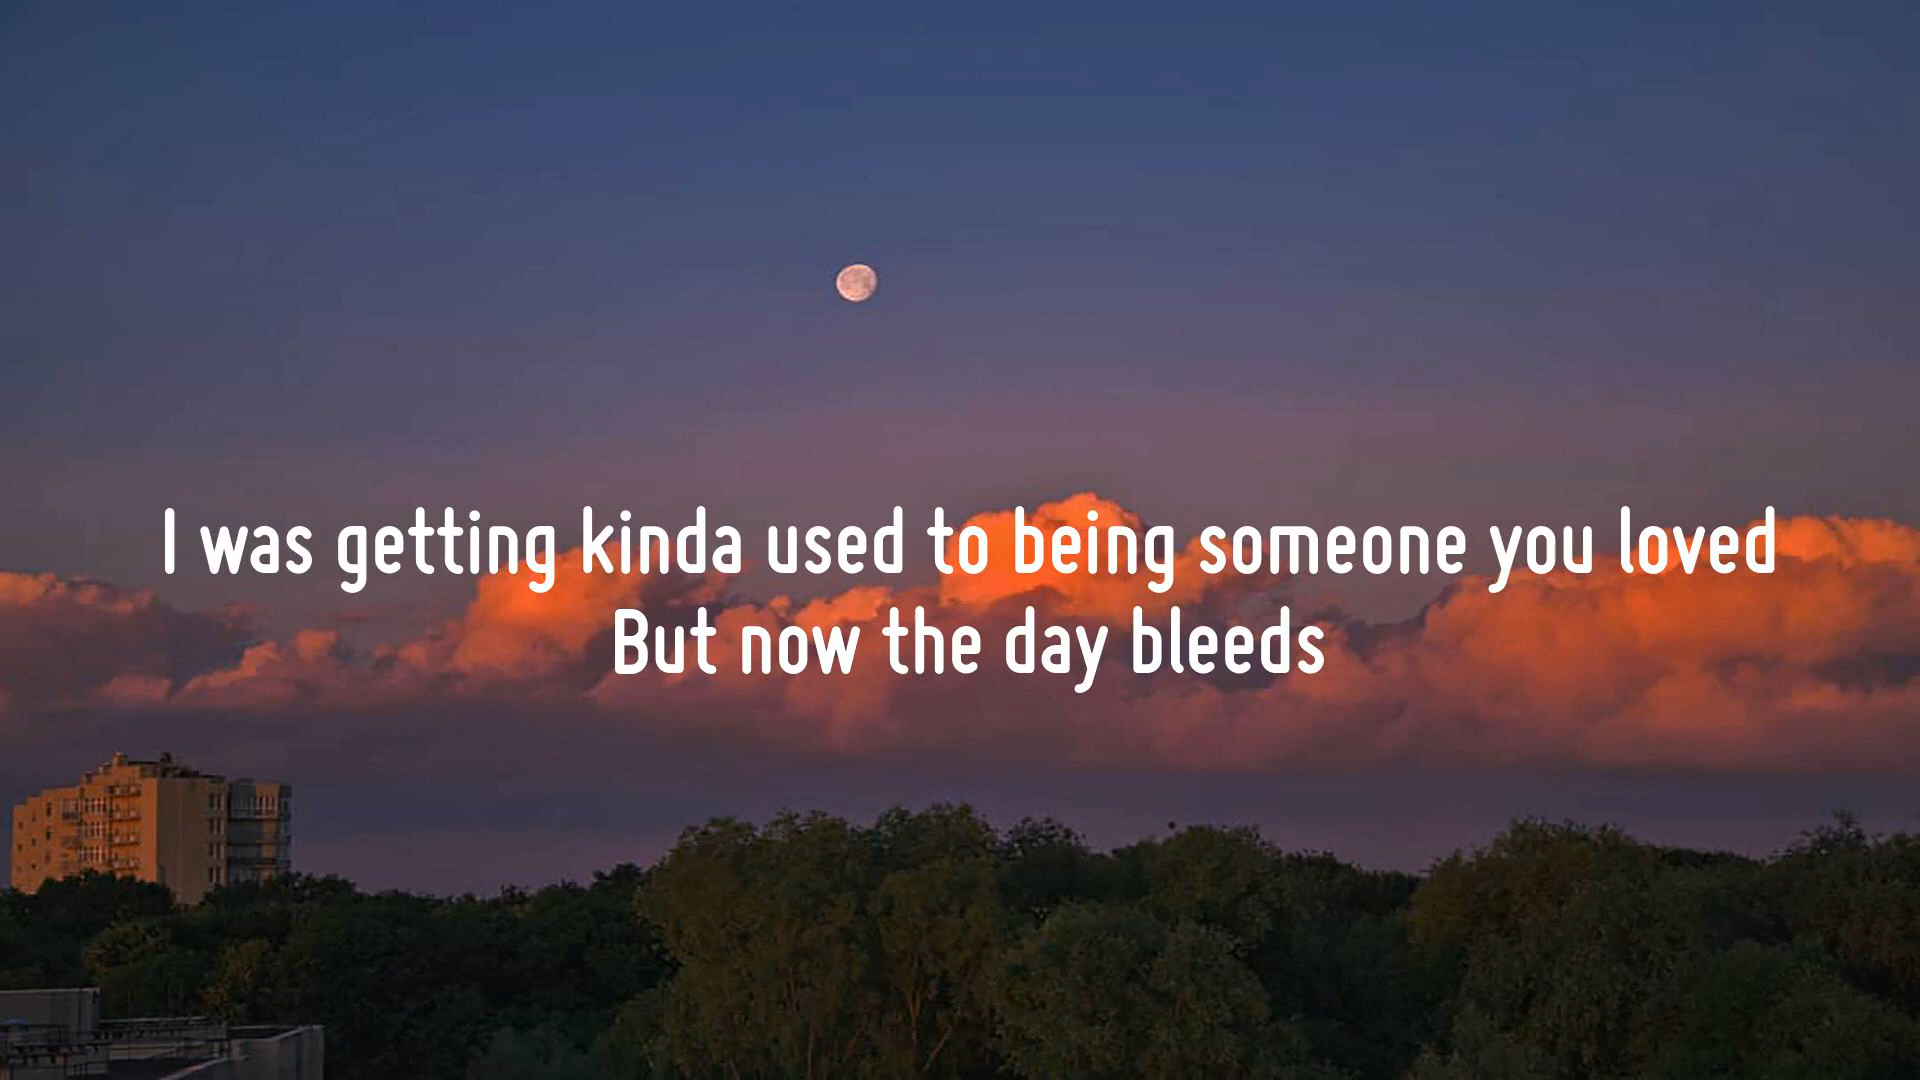 I was getting kinda used to being someone you loved
But now the day bleeds